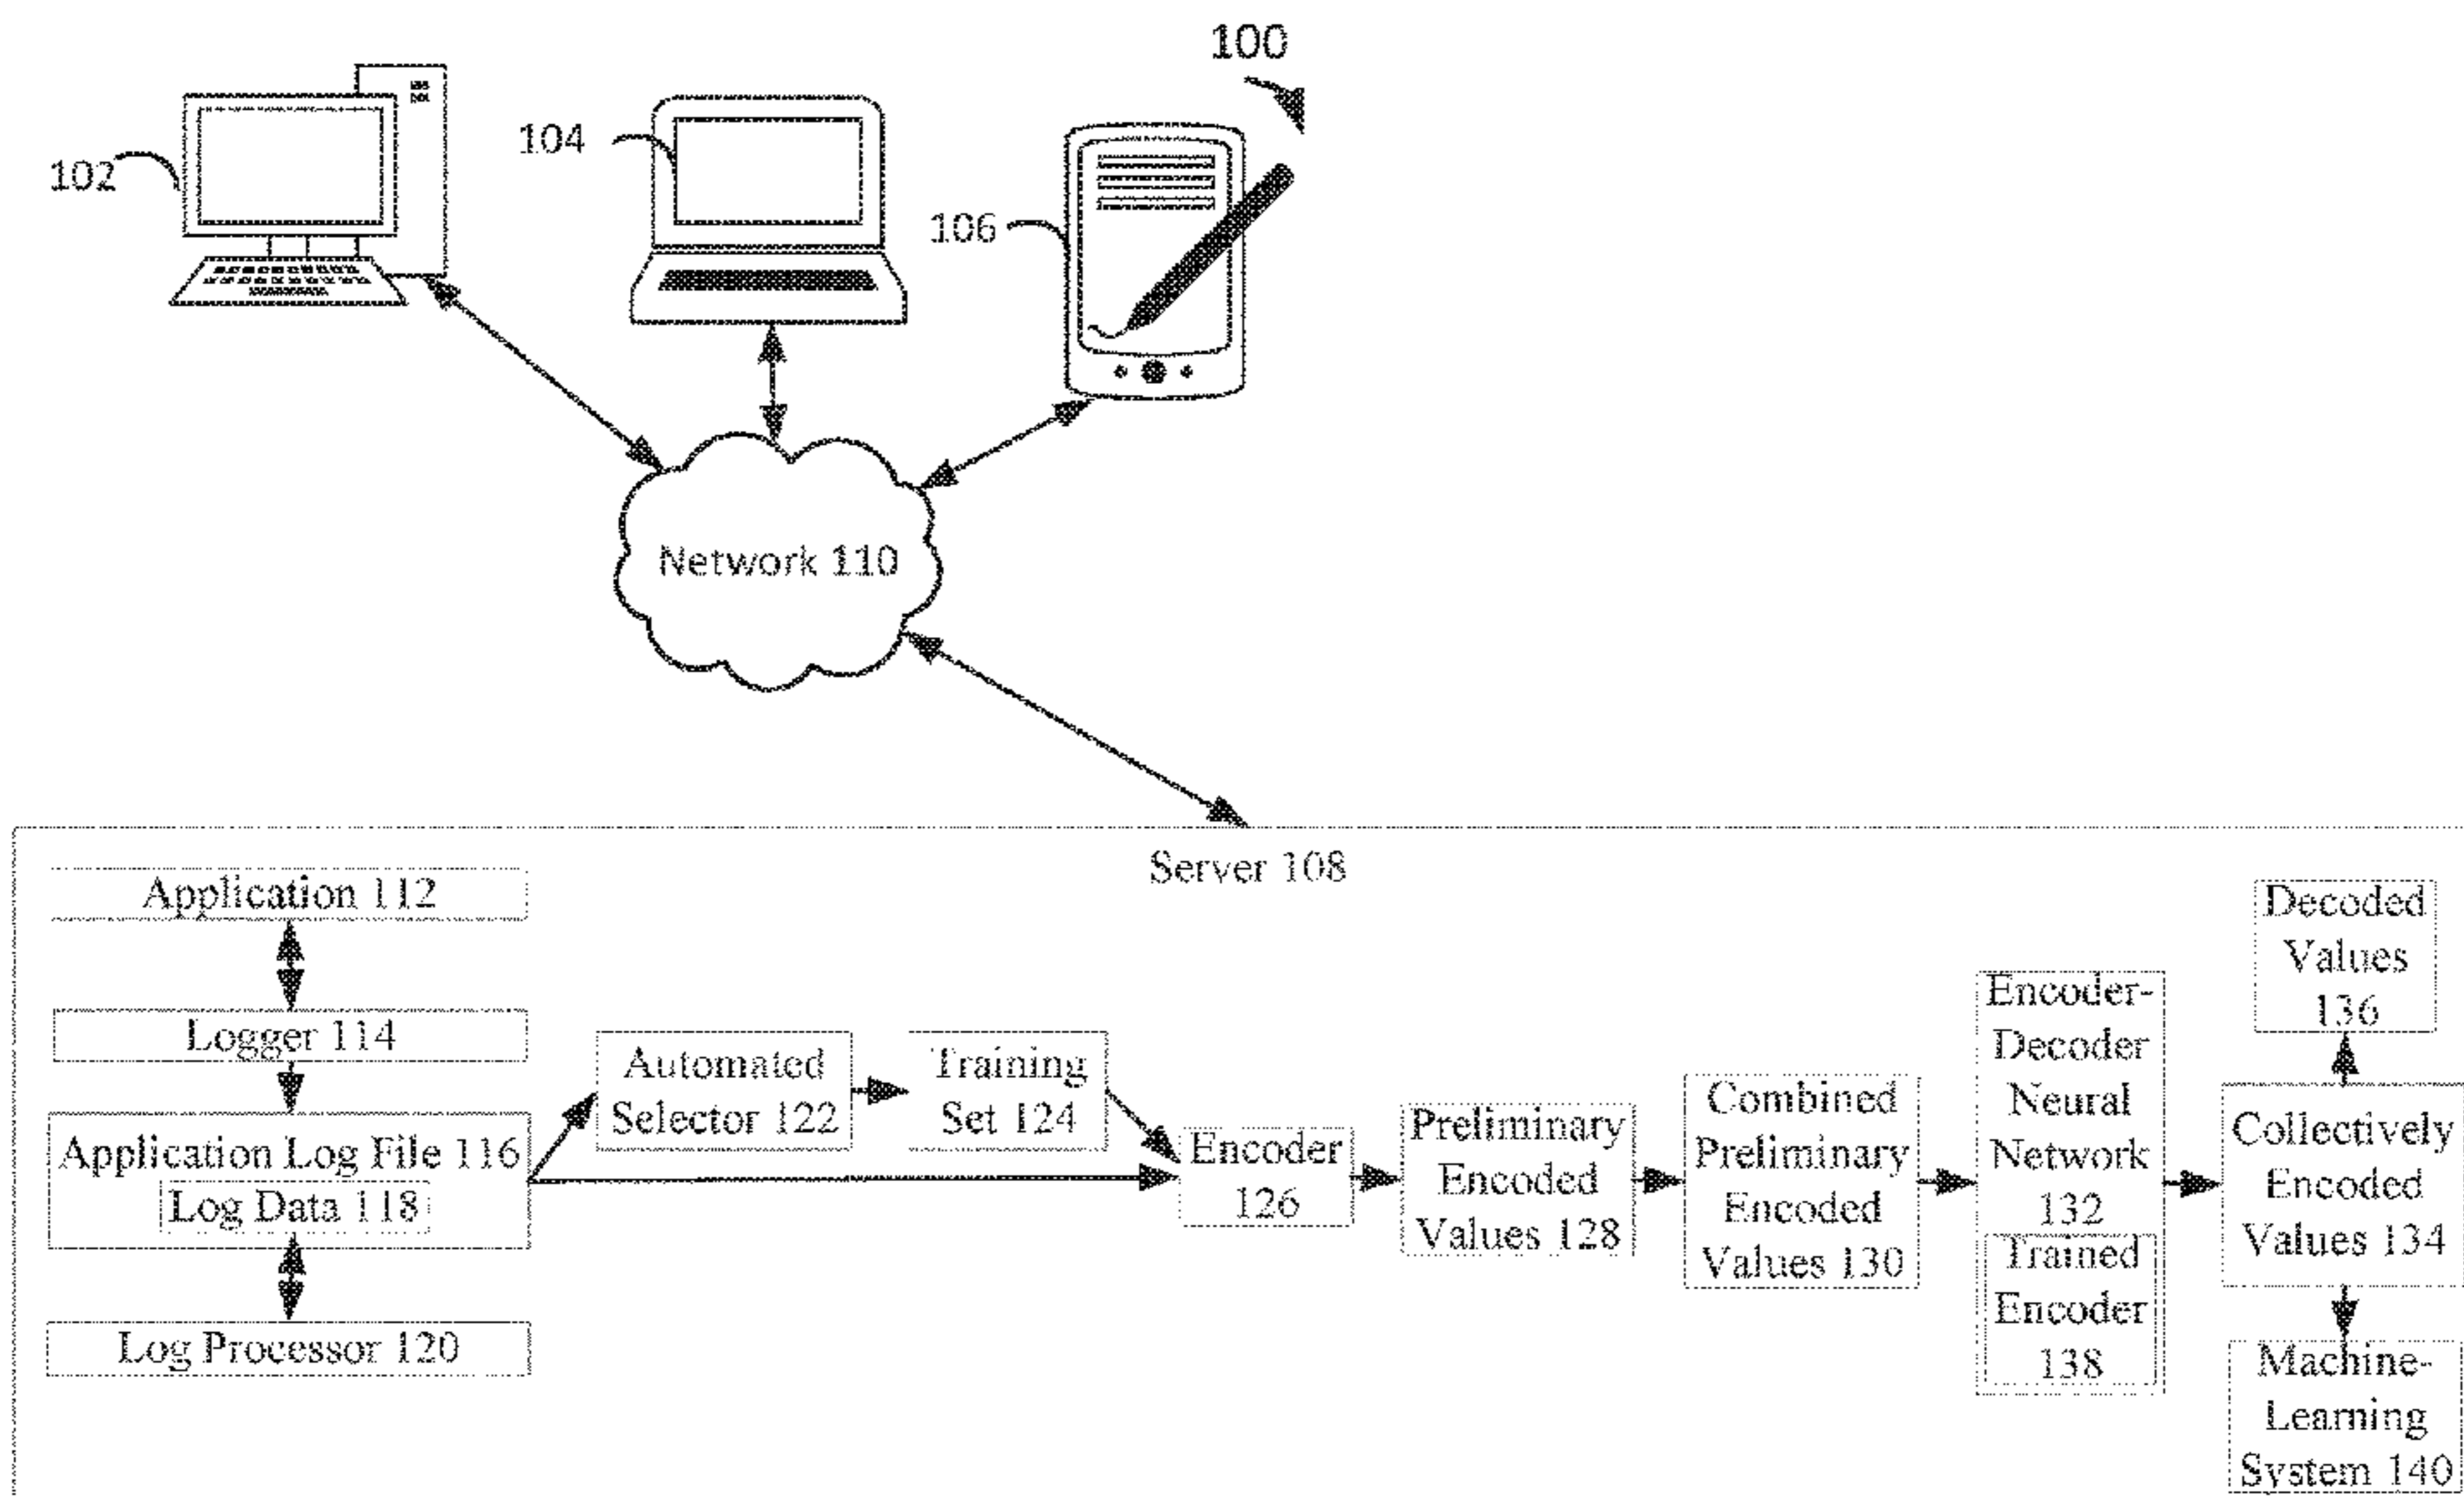 100
102
104
106
Network 110
Server 108
Application 112
Logger 114
Application Log File 116
Log Data 118
Log Processor 120
Automated
Selector 122
Training
Set 124
Encoder
126
Preliminary
Encoded
Values 128
Combined
Preliminary
Encoded
Values 130
Encoder-
Decoder
Neural
Network
132
Trained
Encoder
138
Decoded
Values
136
Collectively
Encoded
Values 134
Machine-
Learning
System 140